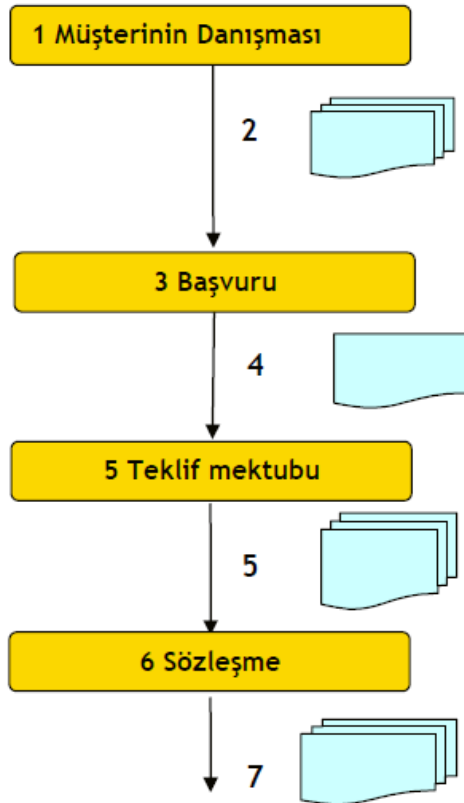 1 Müşterinin Danışması
2
3 Başvuru
4
5 Teklif mektubu
5
6 Sözleşme
7